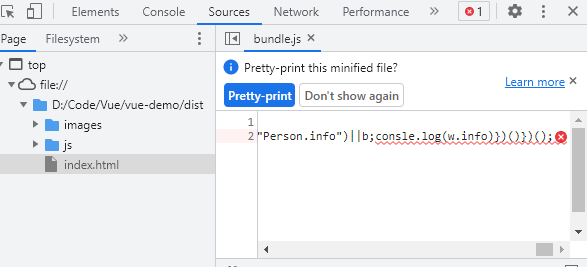 Elements Console Sources Network » 1
Page Filesystem » bundle.js ×
top
Pretty-print this minified file?
file://
Learn more ×
D:/Code/Vue/vue-demo/dist
Pretty-print Don't show again
images
1
js
2 "Person.info")||b;consle.log(w.info)})()})();
index.html